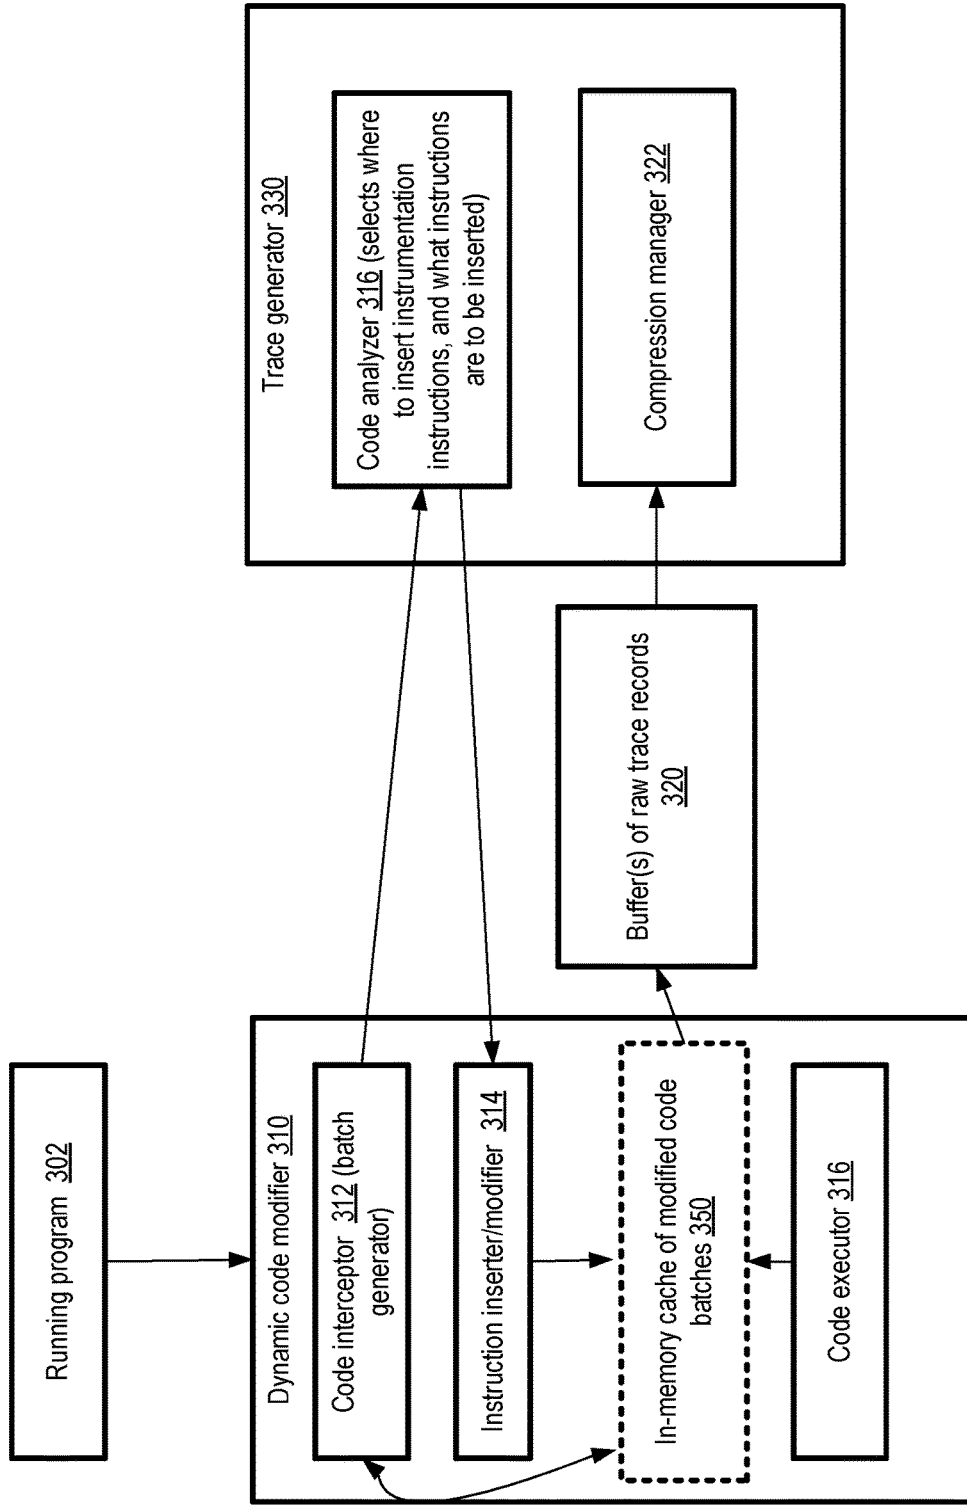 Running program 302
Dynamic code modifier 310
Code interceptor 312 (batch
generator)
Instruction inserter/modifier 314
In-memory cache of modified code
batches 350
Code executor 316
Buffer(s) of raw trace records
320
Trace generator 330
Code analyzer 316 (selects where
to insert instrumentation
instructions, and what instructions
are to be inserted)
Compression manager 322